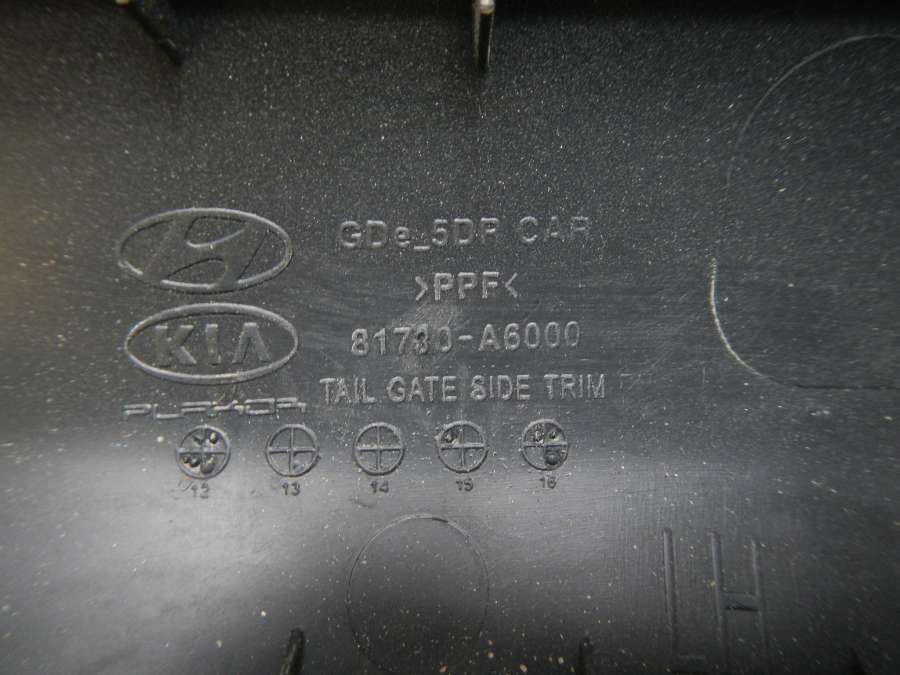 GDe_5DR CAR
>PPF<
KIA
81730-A6000
TAIL GATE SIDE TRIM
PLAKOR
12 13 14 15 16
LH